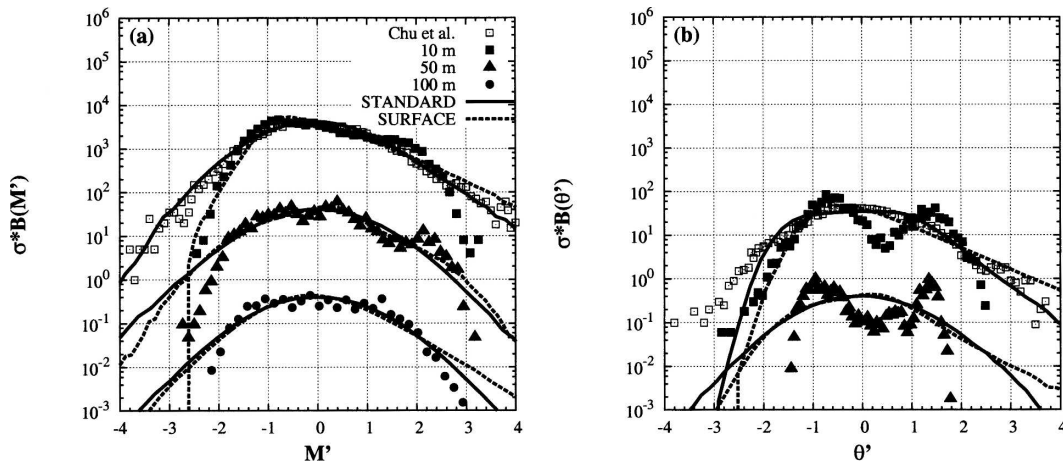 (a)
Chu et al.
10 m
50 m
100 m
STANDARD
SURFACE
10^6
10^5
10^4
10^3
10^2
10^1
10^0
10^-1
10^-2
10^-3
σ*B(M')
-4 -3 -2 -1 0 1 2 3 4
M'
(b)
10^6
10^5
10^4
10^3
10^2
10^1
10^0
10^-1
10^-2
10^-3
σ*B(θ')
-4 -3 -2 -1 0 1 2 3 4
θ'